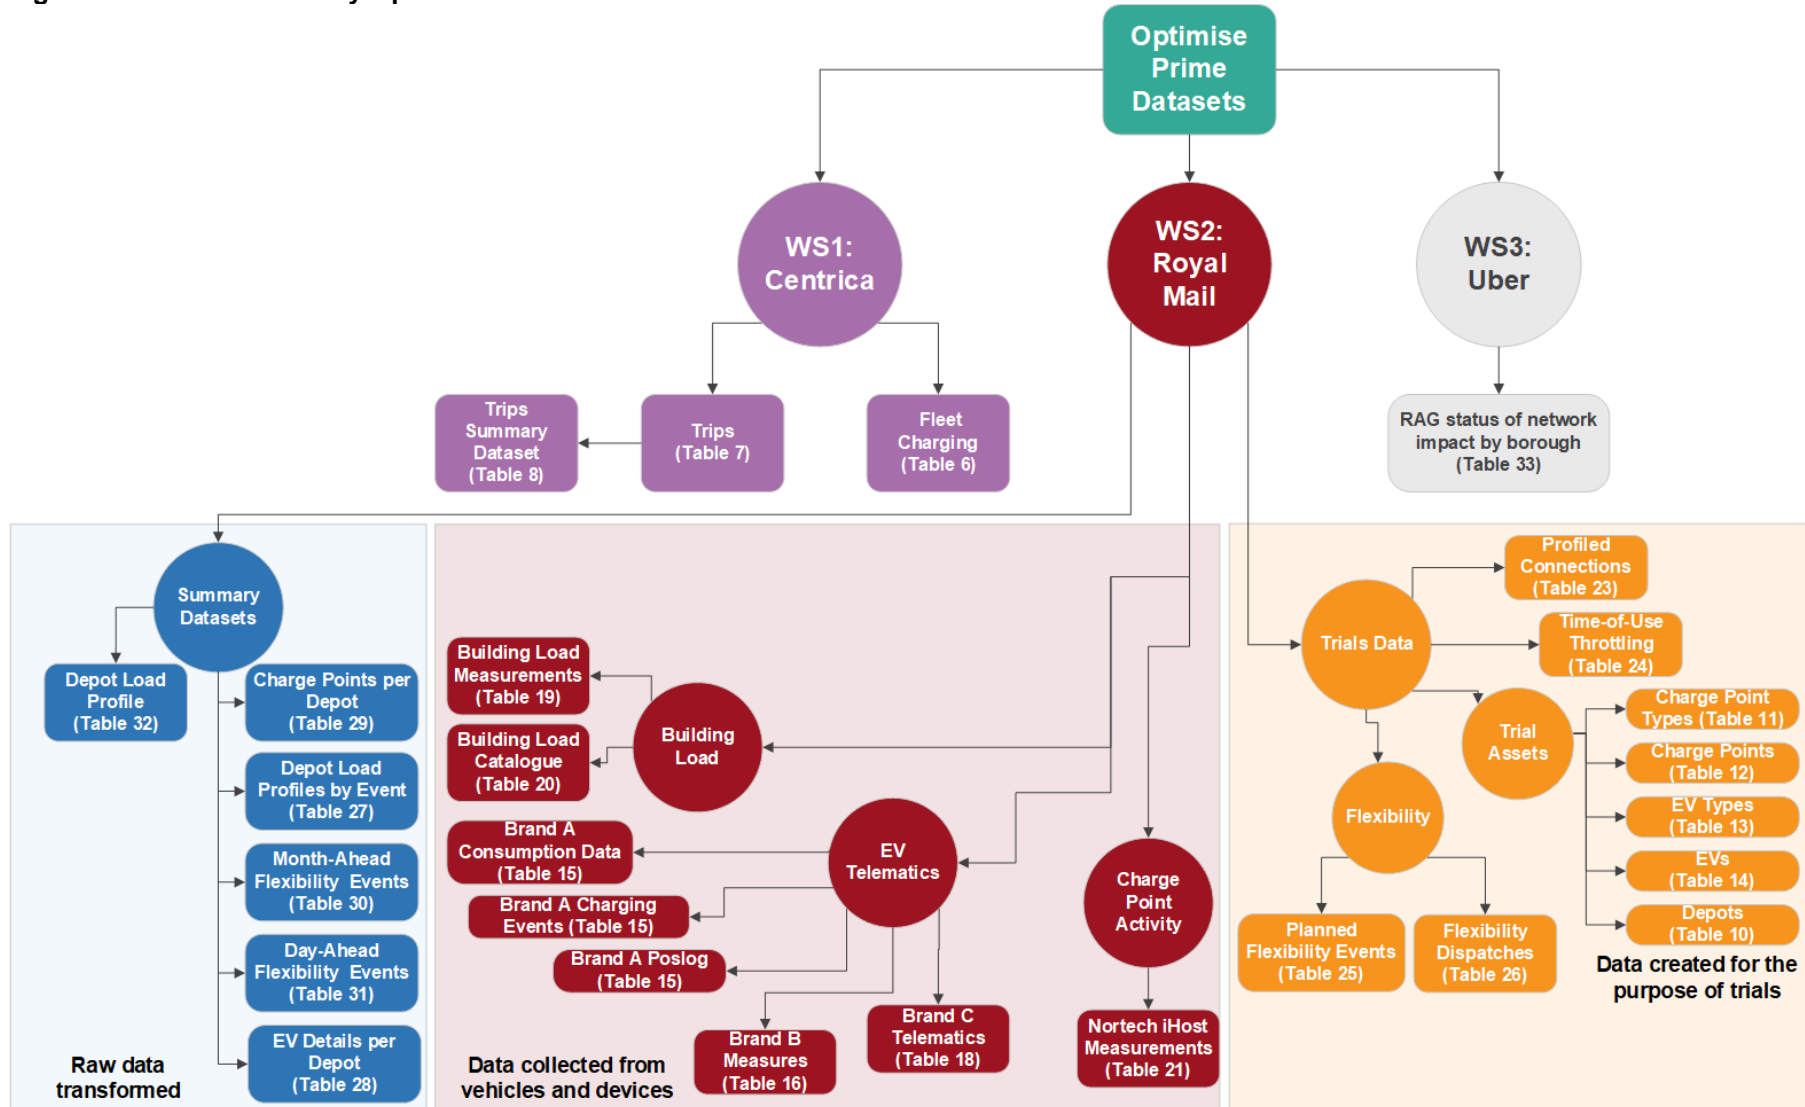 Optimise
Prime
Datasets
WS1:
Centrica
WS2:
Royal
Mail
WS3:
Uber
Trips
Summary
Dataset
(Table 8)
Trips
(Table 7)
Fleet
Charging
(Table 6)
RAG status of network
impact by borough
(Table 33)
Summary
Datasets
Depot Load
Profile
(Table 32)
Charge Points per
Depot
(Table 29)
Depot Load
Profiles by Event
(Table 27)
Month-Ahead
Flexibility Events
(Table 30)
Day-Ahead
Flexibility Events
(Table 31)
EV Details per
Depot
(Table 28)
Raw data
transformed
Building Load
Measurements
(Table 19)
Building Load
Catalogue
(Table 20)
Building
Load
Brand A
Consumption Data
(Table 15)
Brand A Charging
Events (Table 15)
Brand A Poslog
(Table 15)
EV
Telematics
Brand B
Measures
(Table 16)
Brand C
Telematics
(Table 18)
Charge
Point
Activity
Nortech iHost
Measurements
(Table 21)
Data collected from
vehicles and devices
Trials Data
Profiled
Connections
(Table 23)
Time-of-Use
Throttling
(Table 24)
Trial
Assets
Charge Point
Types (Table 11)
Charge Points
(Table 12)
EV Types
(Table 13)
EVs
(Table 14)
Depots
(Table 10)
Flexibility
Planned
Flexibility Events
(Table 25)
Flexibility
Dispatches
(Table 26)
Data created for the
purpose of trials